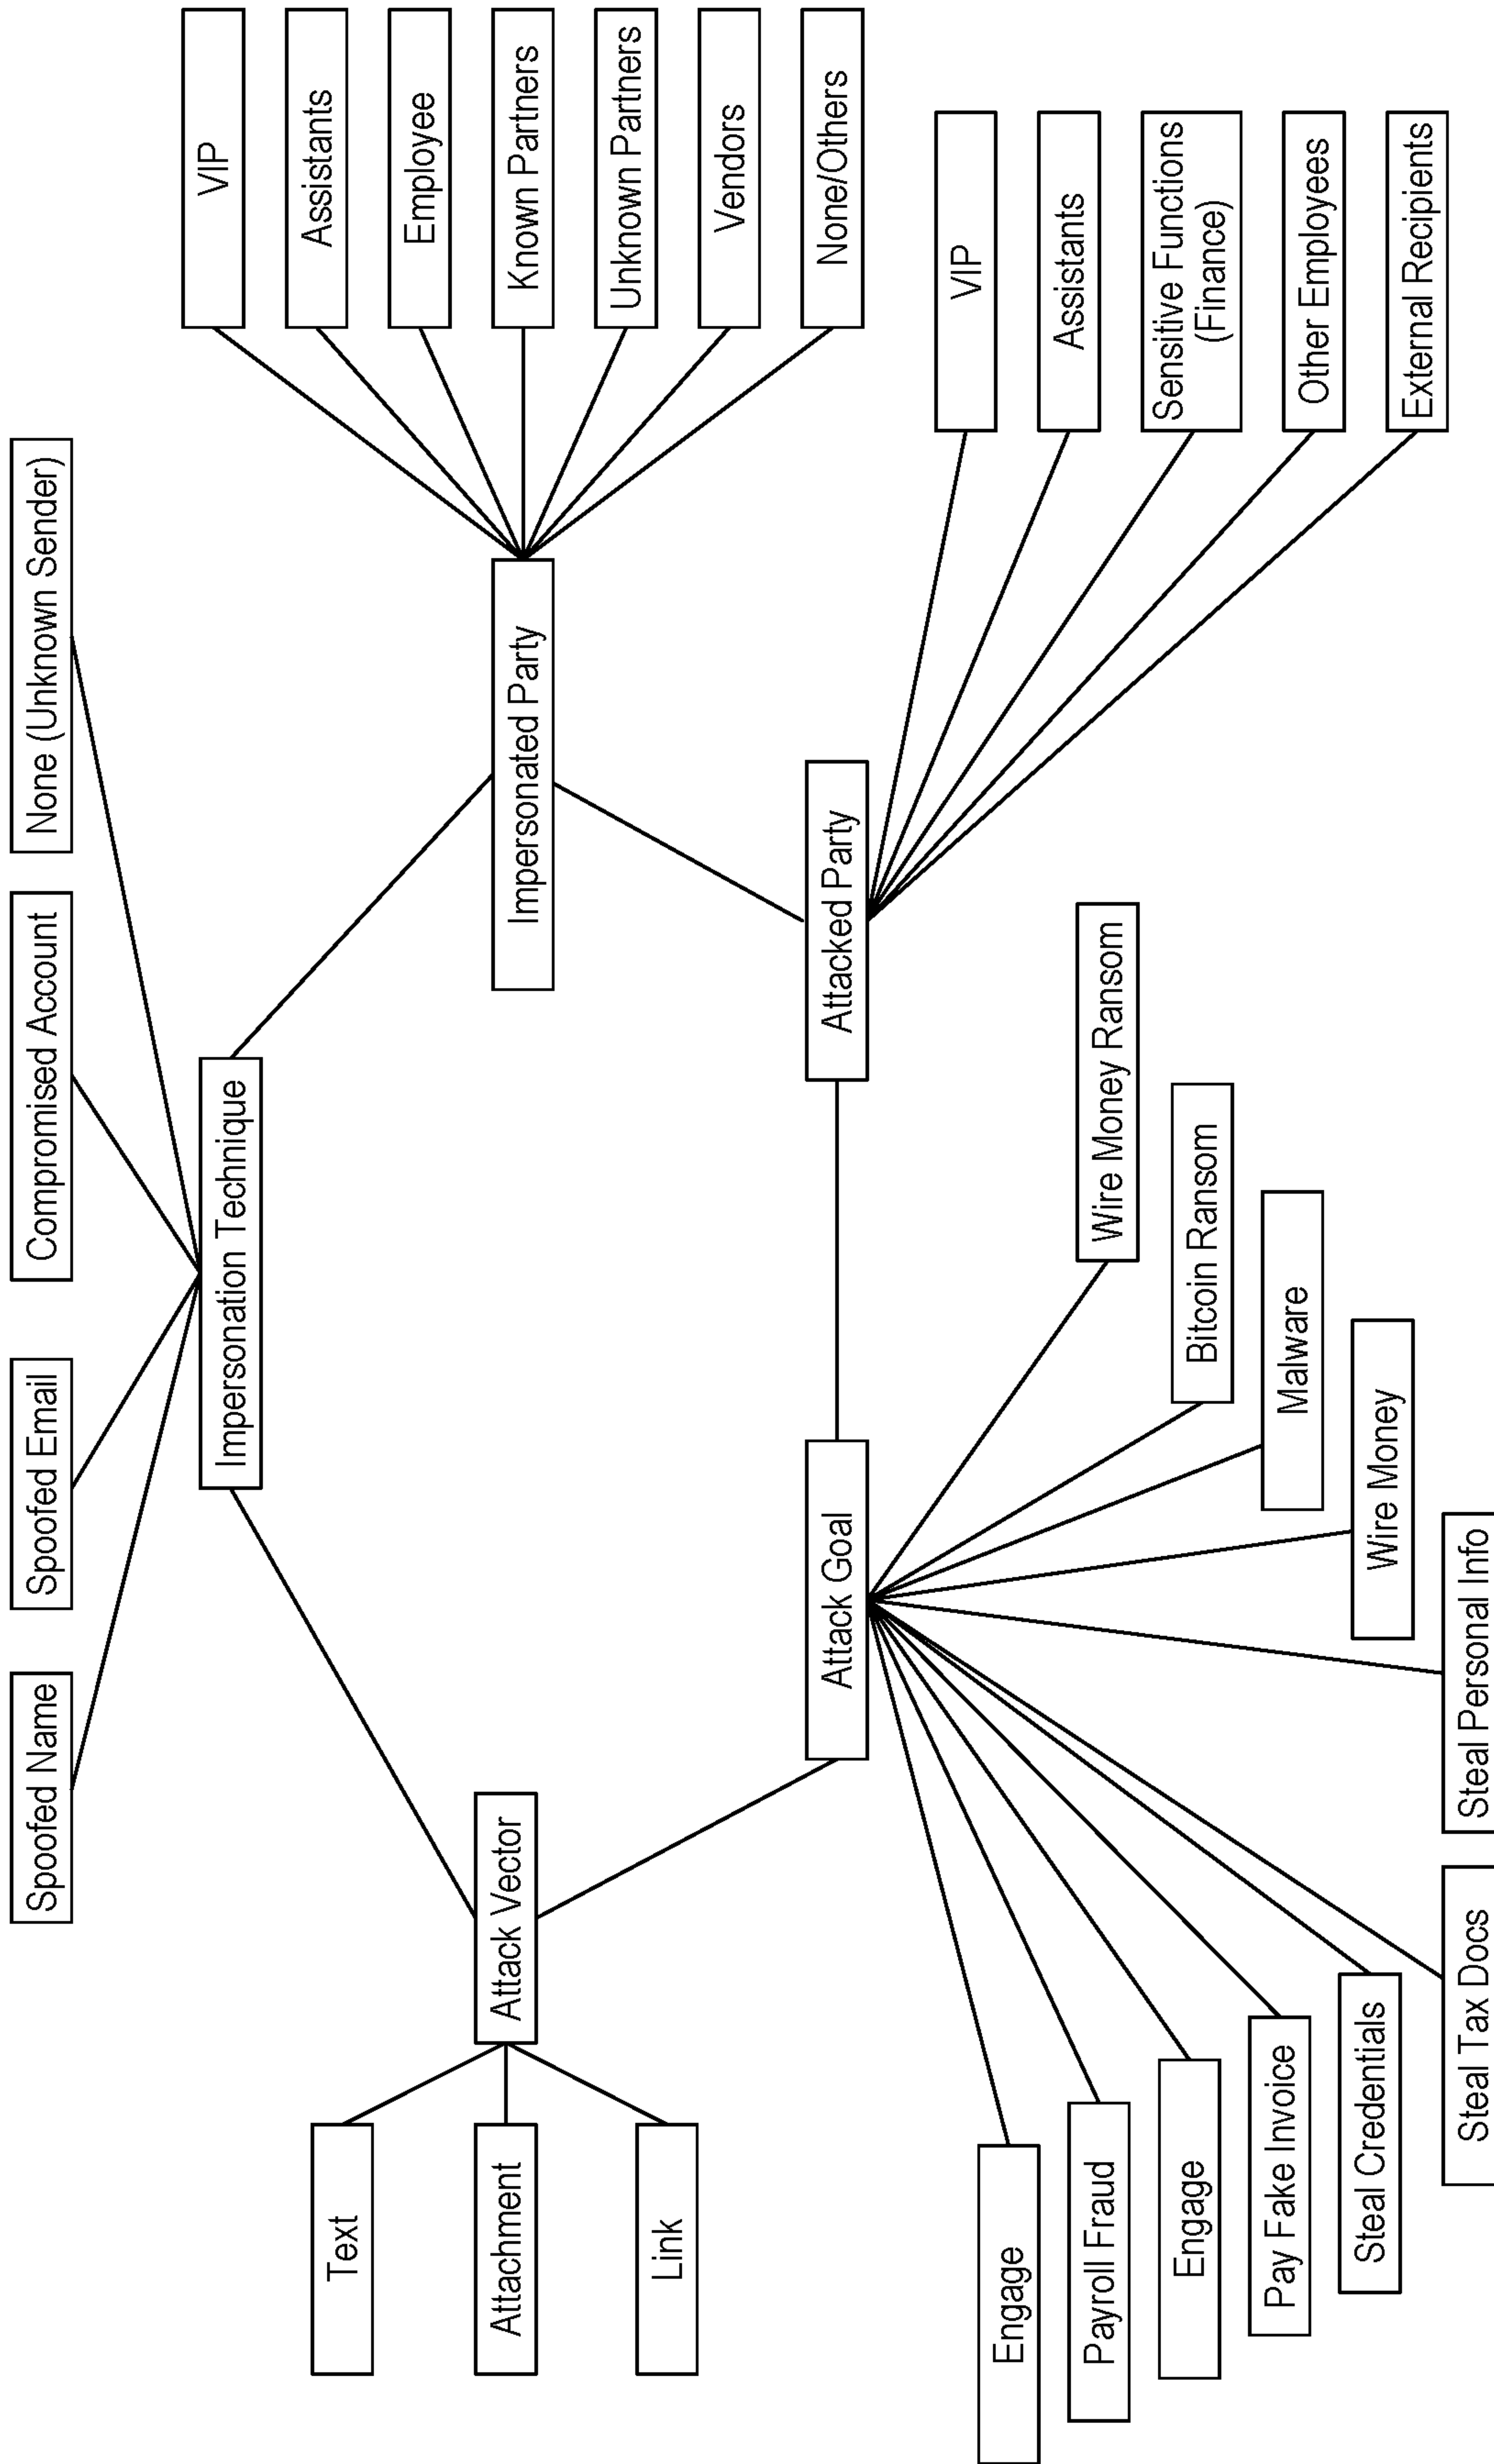 Spoofed Name
Spoofed Email
Compromised Account
None (Unknown Sender)
Impersonation Technique
Attack Vector
Text
Attachment
Link
Impersonated Party
VIP
Assistants
Employee
Known Partners
Unknown Partners
Vendors
None/Others
Attack Goal
Engage
Payroll Fraud
Engage
Pay Fake Invoice
Steal Credentials
Steal Tax Docs
Steal Personal Info
Wire Money
Malware
Bitcoin Ransom
Wire Money Ransom
Attacked Party
VIP
Assistants
Sensitive Functions
(Finance)
Other Employees
External Recipients